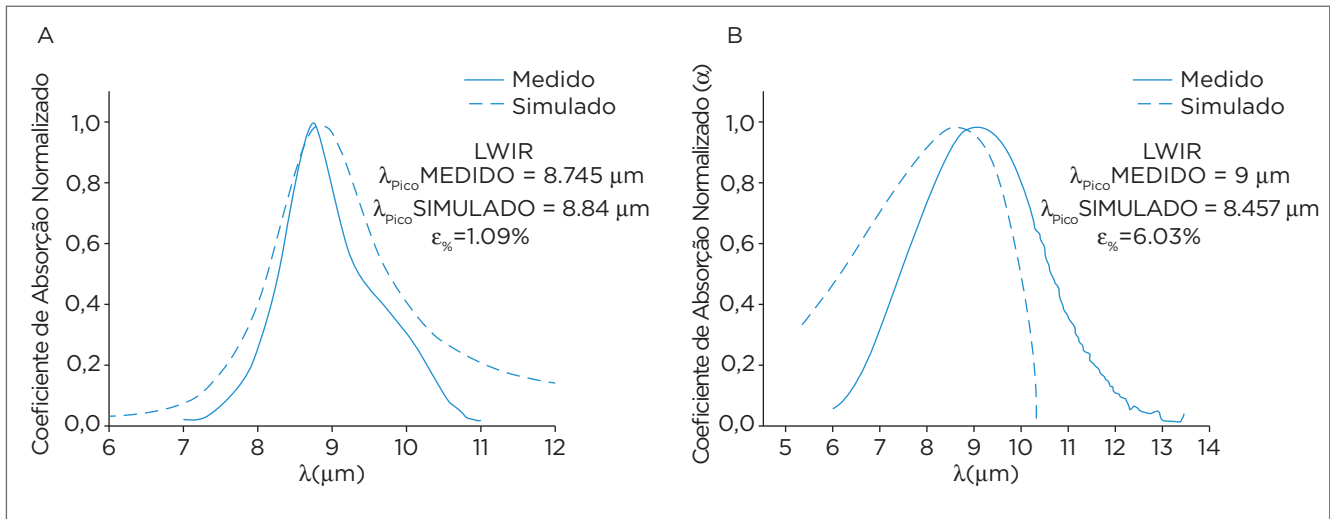 A
Coeficiente de Absorção Normalizado
1,0
0,8
0,6
0,4
0,2
0,0
6 7 8 9 10 11 12
λ(μm)
Medido
Simulado
LWIR
λPicoMEDIDO = 8.745 μm
λPicoSIMULADO = 8.84 μm
ε%=1.09%
B
Coeficiente de Absorção Normalizado (α)
1,0
0,8
0,6
0,4
0,2
0,0
5 6 7 8 9 10 11 12 13 14
λ(μm)
Medido
Simulado
LWIR
λPicoMEDIDO = 9 μm
λPicoSIMULADO = 8.457 μm
ε%=6.03%